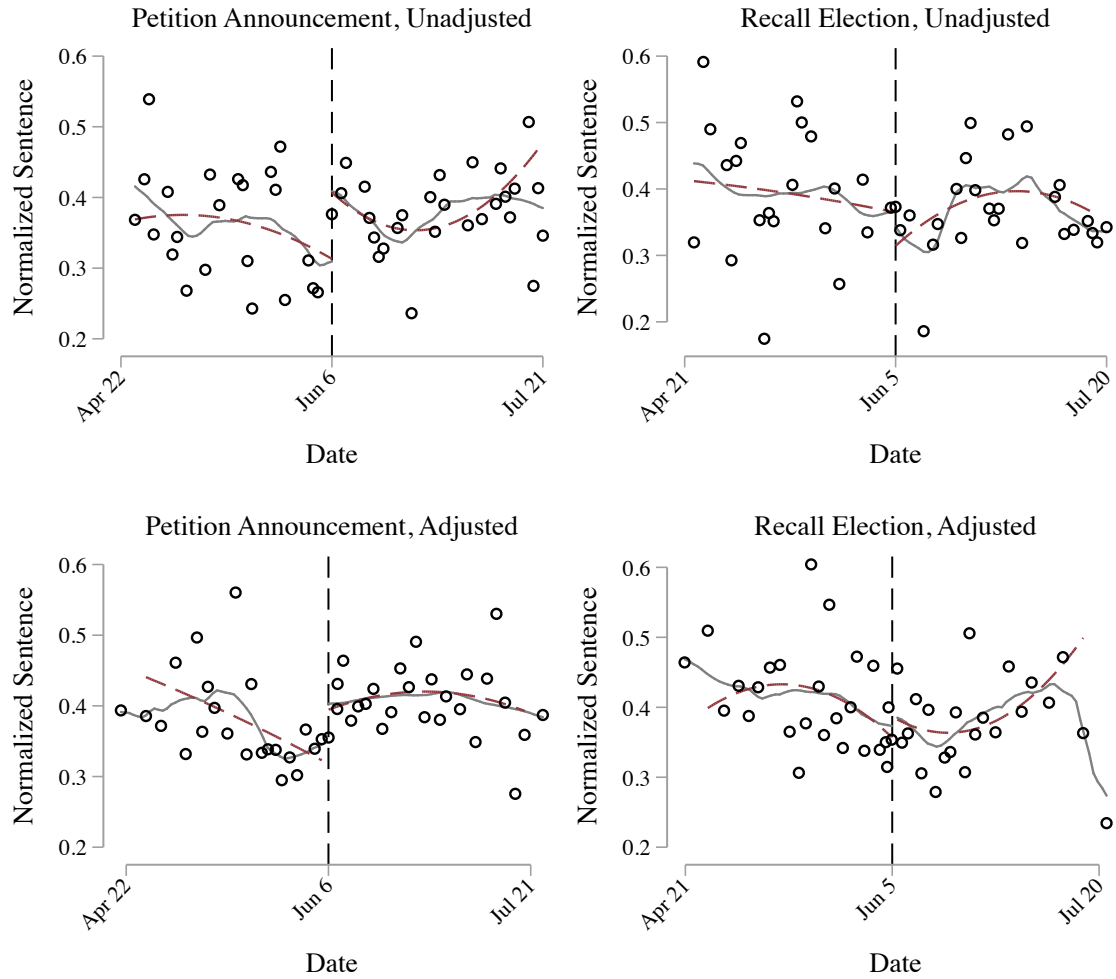 Petition Announcement, Unadjusted
Normalized Sentence
0.6
0.5
0.4
0.3
0.2
Apr 22
Jun 6
Jul 21
Date
Recall Election, Unadjusted
Normalized Sentence
0.6
0.5
0.4
0.3
0.2
Apr 21
Jun 5
Jul 20
Date
Petition Announcement, Adjusted
Normalized Sentence
0.6
0.5
0.4
0.3
0.2
Apr 22
Jun 6
Jul 21
Date
Recall Election, Adjusted
Normalized Sentence
0.6
0.5
0.4
0.3
0.2
Apr 21
Jun 5
Jul 20
Date